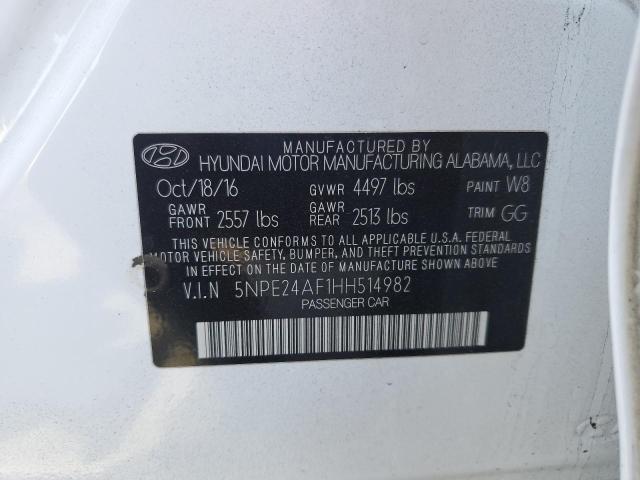 MANUFACTURED BY
HYUNDAI MOTOR MANUFACTURING ALABAMA, LLC
Oct/18/16 GVWR 4497 lbs PAINT W8
GAWR FRONT 2557 lbs GAWR REAR 2513 lbs TRIM GG
THIS VEHICLE CONFORMS TO ALL APPLICABLE U.S.A. FEDERAL
MOTOR VEHICLE SAFETY, BUMPER, AND THEFT PREVENTION STANDARDS
IN EFFECT ON THE DATE OF MANUFACTURE SHOWN ABOVE
V.I.N 5NPE24AF1HH514982
PASSENGER CAR